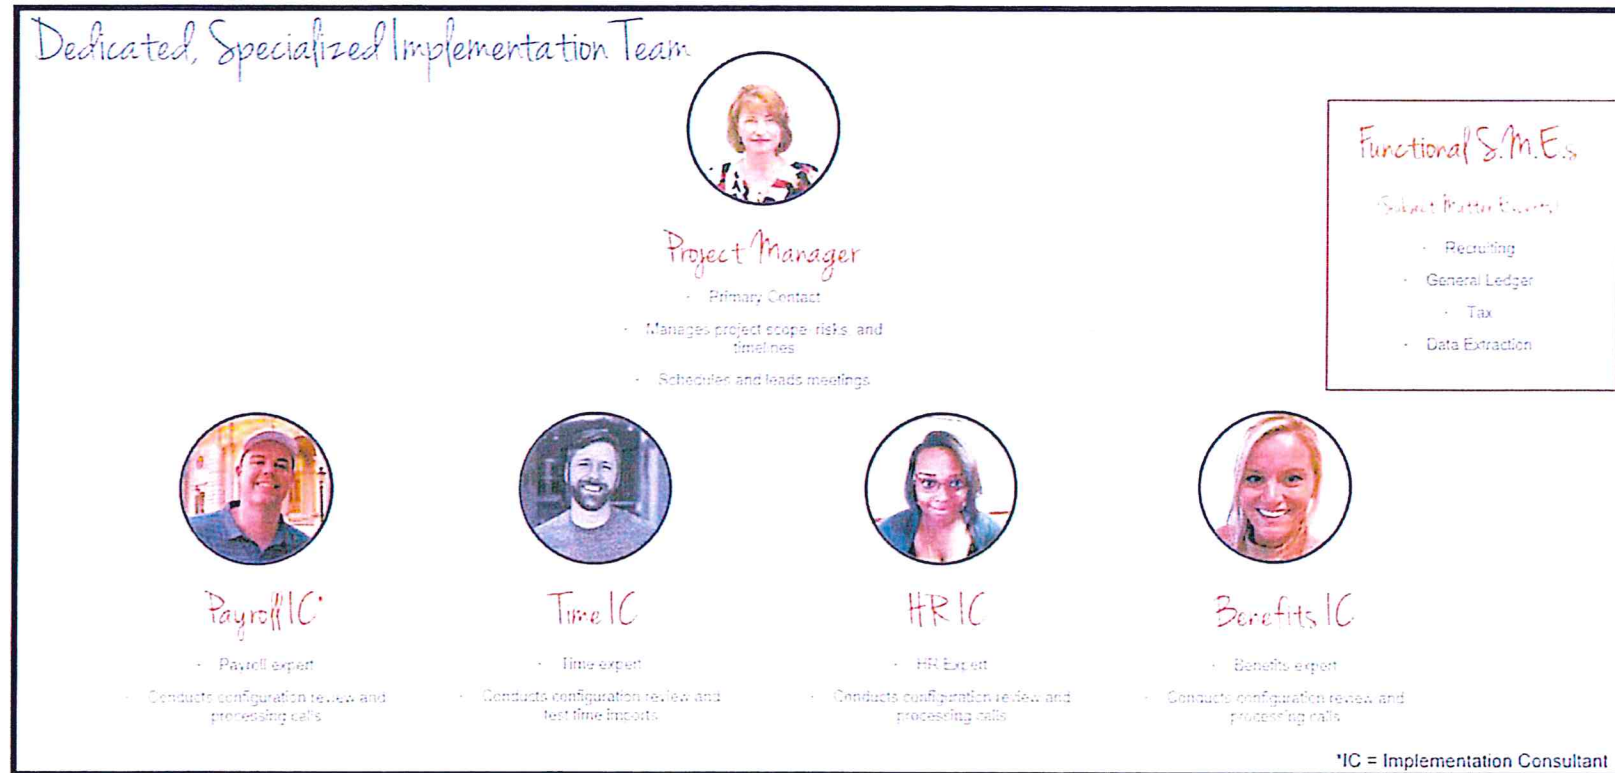 Dedicated, Specialized Implementation Team
Project Manager
· Primary Contact
· Manages project scope, risks, and
timelines
· Schedules and leads meetings
Functional S.M.E.s
(Subject Matter Experts)
· Recruiting
· General Ledger
· Tax
· Data Extraction
Payroll IC*
· Payroll expert
· Conducts configuration review and
processing calls
Time IC
· Time expert
· Conducts configuration review and
test time imports
HR IC
· HR Expert
· Conducts configuration review and
processing calls
Benefits IC
· Benefits expert
· Conducts configuration review and
processing calls
*IC = Implementation Consultant